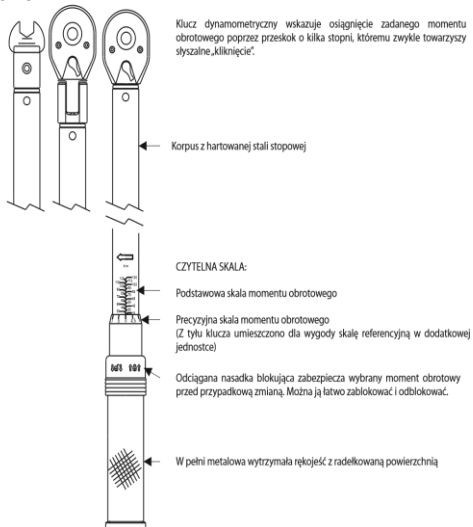 Klucz dynamometryczny wskazuje osiągnięcie zadanego momentu
obrotowego poprzez przeskok o kilka stopni, któremu zwykle towarzyszy
słyszalne „kliknięcie”.
Korpus z hartowanej stali stopowej
CZYTELNA SKALA:
Podstawowa skala momentu obrotowego
Precyzyjna skala momentu obrotowego
(Z tyłu klucza umieszczono dla wygody skalę referencyjną w dodatkowej
jednostce)
Odciągana nasadka blokująca zabezpiecza wybrany moment obrotowy
przed przypadkową zmianą. Można ją łatwo zablokować i odblokować.
W pełni metalowa wytrzymała rękojeść z radełkowaną powierzchnią